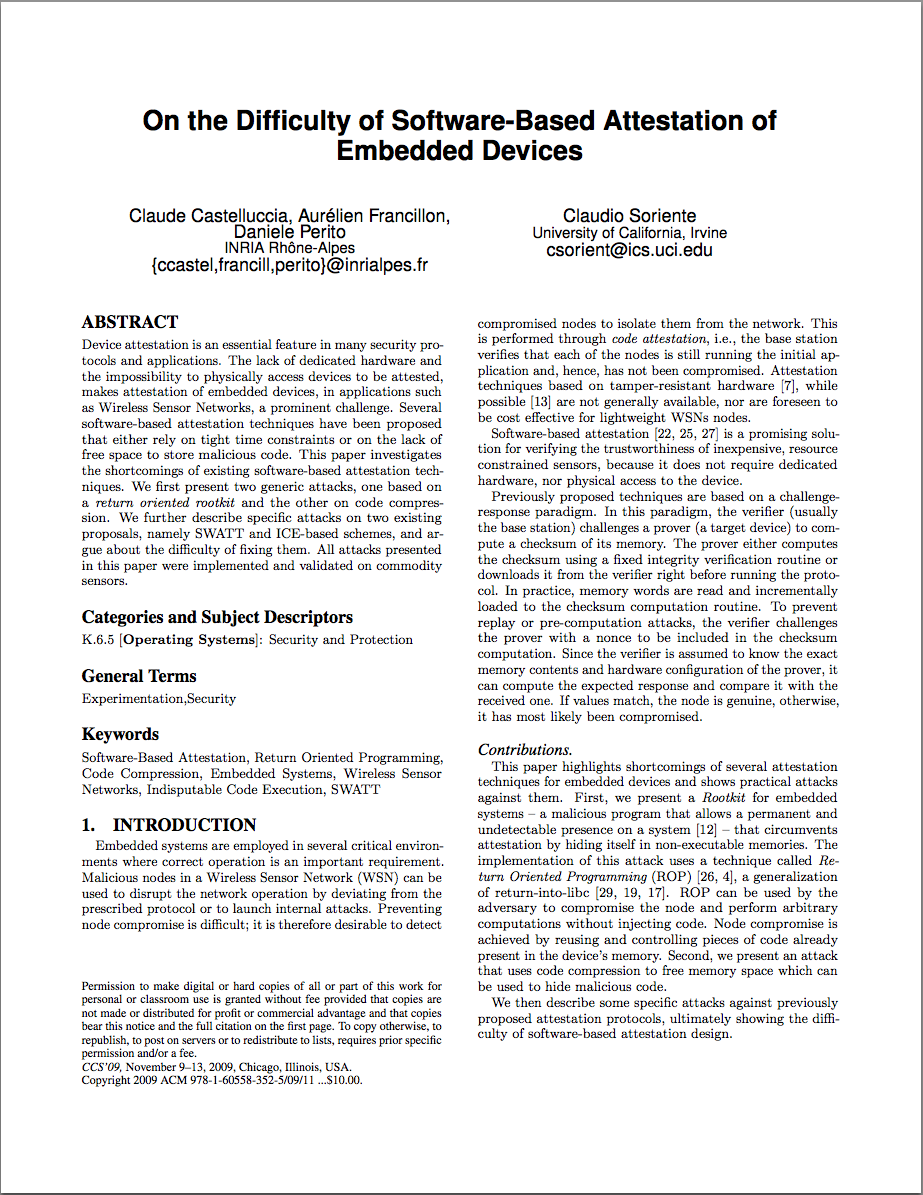 On the Difficulty of Software-Based Attestation of
Embedded Devices
Claude Castelluccia, Aurélien Francillon,
Daniele Perito
INRIA Rhône-Alpes
{ccastel,francill,perito}@inrialpes.fr
Claudio Soriente
University of California, Irvine
csorient@ics.uci.edu
ABSTRACT
Device attestation is an essential feature in many security pro-
tocols and applications. The lack of dedicated hardware and
the impossibility to physically access devices to be attested,
makes attestation of embedded devices, in applications such
as Wireless Sensor Networks, a prominent challenge. Several
software-based attestation techniques have been proposed
that either rely on tight time constraints or on the lack of
free space to store malicious code. This paper investigates
the shortcomings of existing software-based attestation tech-
niques. We first present two generic attacks, one based on
a return oriented rootkit and the other on code compres-
sion. We further describe specific attacks on two existing
proposals, namely SWATT and ICE-based schemes, and ar-
gue about the difficulty of fixing them. All attacks presented
in this paper were implemented and validated on commodity
sensors.
Categories and Subject Descriptors
K.6.5 [Operating Systems]: Security and Protection
General Terms
Experimentation,Security
Keywords
Software-Based Attestation, Return Oriented Programming,
Code Compression, Embedded Systems, Wireless Sensor
Networks, Indisputable Code Execution, SWATT
1. INTRODUCTION
Embedded systems are employed in several critical environ-
ments where correct operation is an important requirement.
Malicious nodes in a Wireless Sensor Network (WSN) can be
used to disrupt the network operation by deviating from the
prescribed protocol or to launch internal attacks. Preventing
node compromise is difficult; it is therefore desirable to detect
Permission to make digital or hard copies of all or part of this work for
personal or classroom use is granted without fee provided that copies are
not made or distributed for profit or commercial advantage and that copies
bear this notice and the full citation on the first page. To copy otherwise, to
republish, to post on servers or to redistribute to lists, requires prior specific
permission and/or a fee.
CCS'09, November 9–13, 2009, Chicago, Illinois, USA.
Copyright 2009 ACM 978-1-60558-352-5/09/11 ...$10.00.
compromised nodes to isolate them from the network. This
is performed through code attestation, i.e., the base station
verifies that each of the nodes is still running the initial ap-
plication and, hence, has not been compromised. Attestation
techniques based on tamper-resistant hardware [7], while
possible [13] are not generally available, nor are foreseen to
be cost effective for lightweight WSNs nodes.
Software-based attestation [22, 25, 27] is a promising solu-
tion for verifying the trustworthiness of inexpensive, resource
constrained sensors, because it does not require dedicated
hardware, nor physical access to the device.
Previously proposed techniques are based on a challenge-
response paradigm. In this paradigm, the verifier (usually
the base station) challenges a prover (a target device) to com-
pute a checksum of its memory. The prover either computes
the checksum using a fixed integrity verification routine or
downloads it from the verifier right before running the proto-
col. In practice, memory words are read and incrementally
loaded to the checksum computation routine. To prevent
replay or pre-computation attacks, the verifier challenges
the prover with a nonce to be included in the checksum
computation. Since the verifier is assumed to know the exact
memory contents and hardware configuration of the prover, it
can compute the expected response and compare it with the
received one. If values match, the node is genuine, otherwise,
it has most likely been compromised.
Contributions.
This paper highlights shortcomings of several attestation
techniques for embedded devices and shows practical attacks
against them. First, we present a Rootkit for embedded
systems – a malicious program that allows a permanent and
undetectable presence on a system [12] – that circumvents
attestation by hiding itself in non-executable memories. The
implementation of this attack uses a technique called Re-
turn Oriented Programming (ROP) [26, 4], a generalization
of return-into-libc [29, 19, 17]. ROP can be used by the
adversary to compromise the node and perform arbitrary
computations without injecting code. Node compromise is
achieved by reusing and controlling pieces of code already
present in the device's memory. Second, we present an attack
that uses code compression to free memory space which can
be used to hide malicious code.
We then describe some specific attacks against previously
proposed attestation protocols, ultimately showing the diffi-
culty of software-based attestation design.